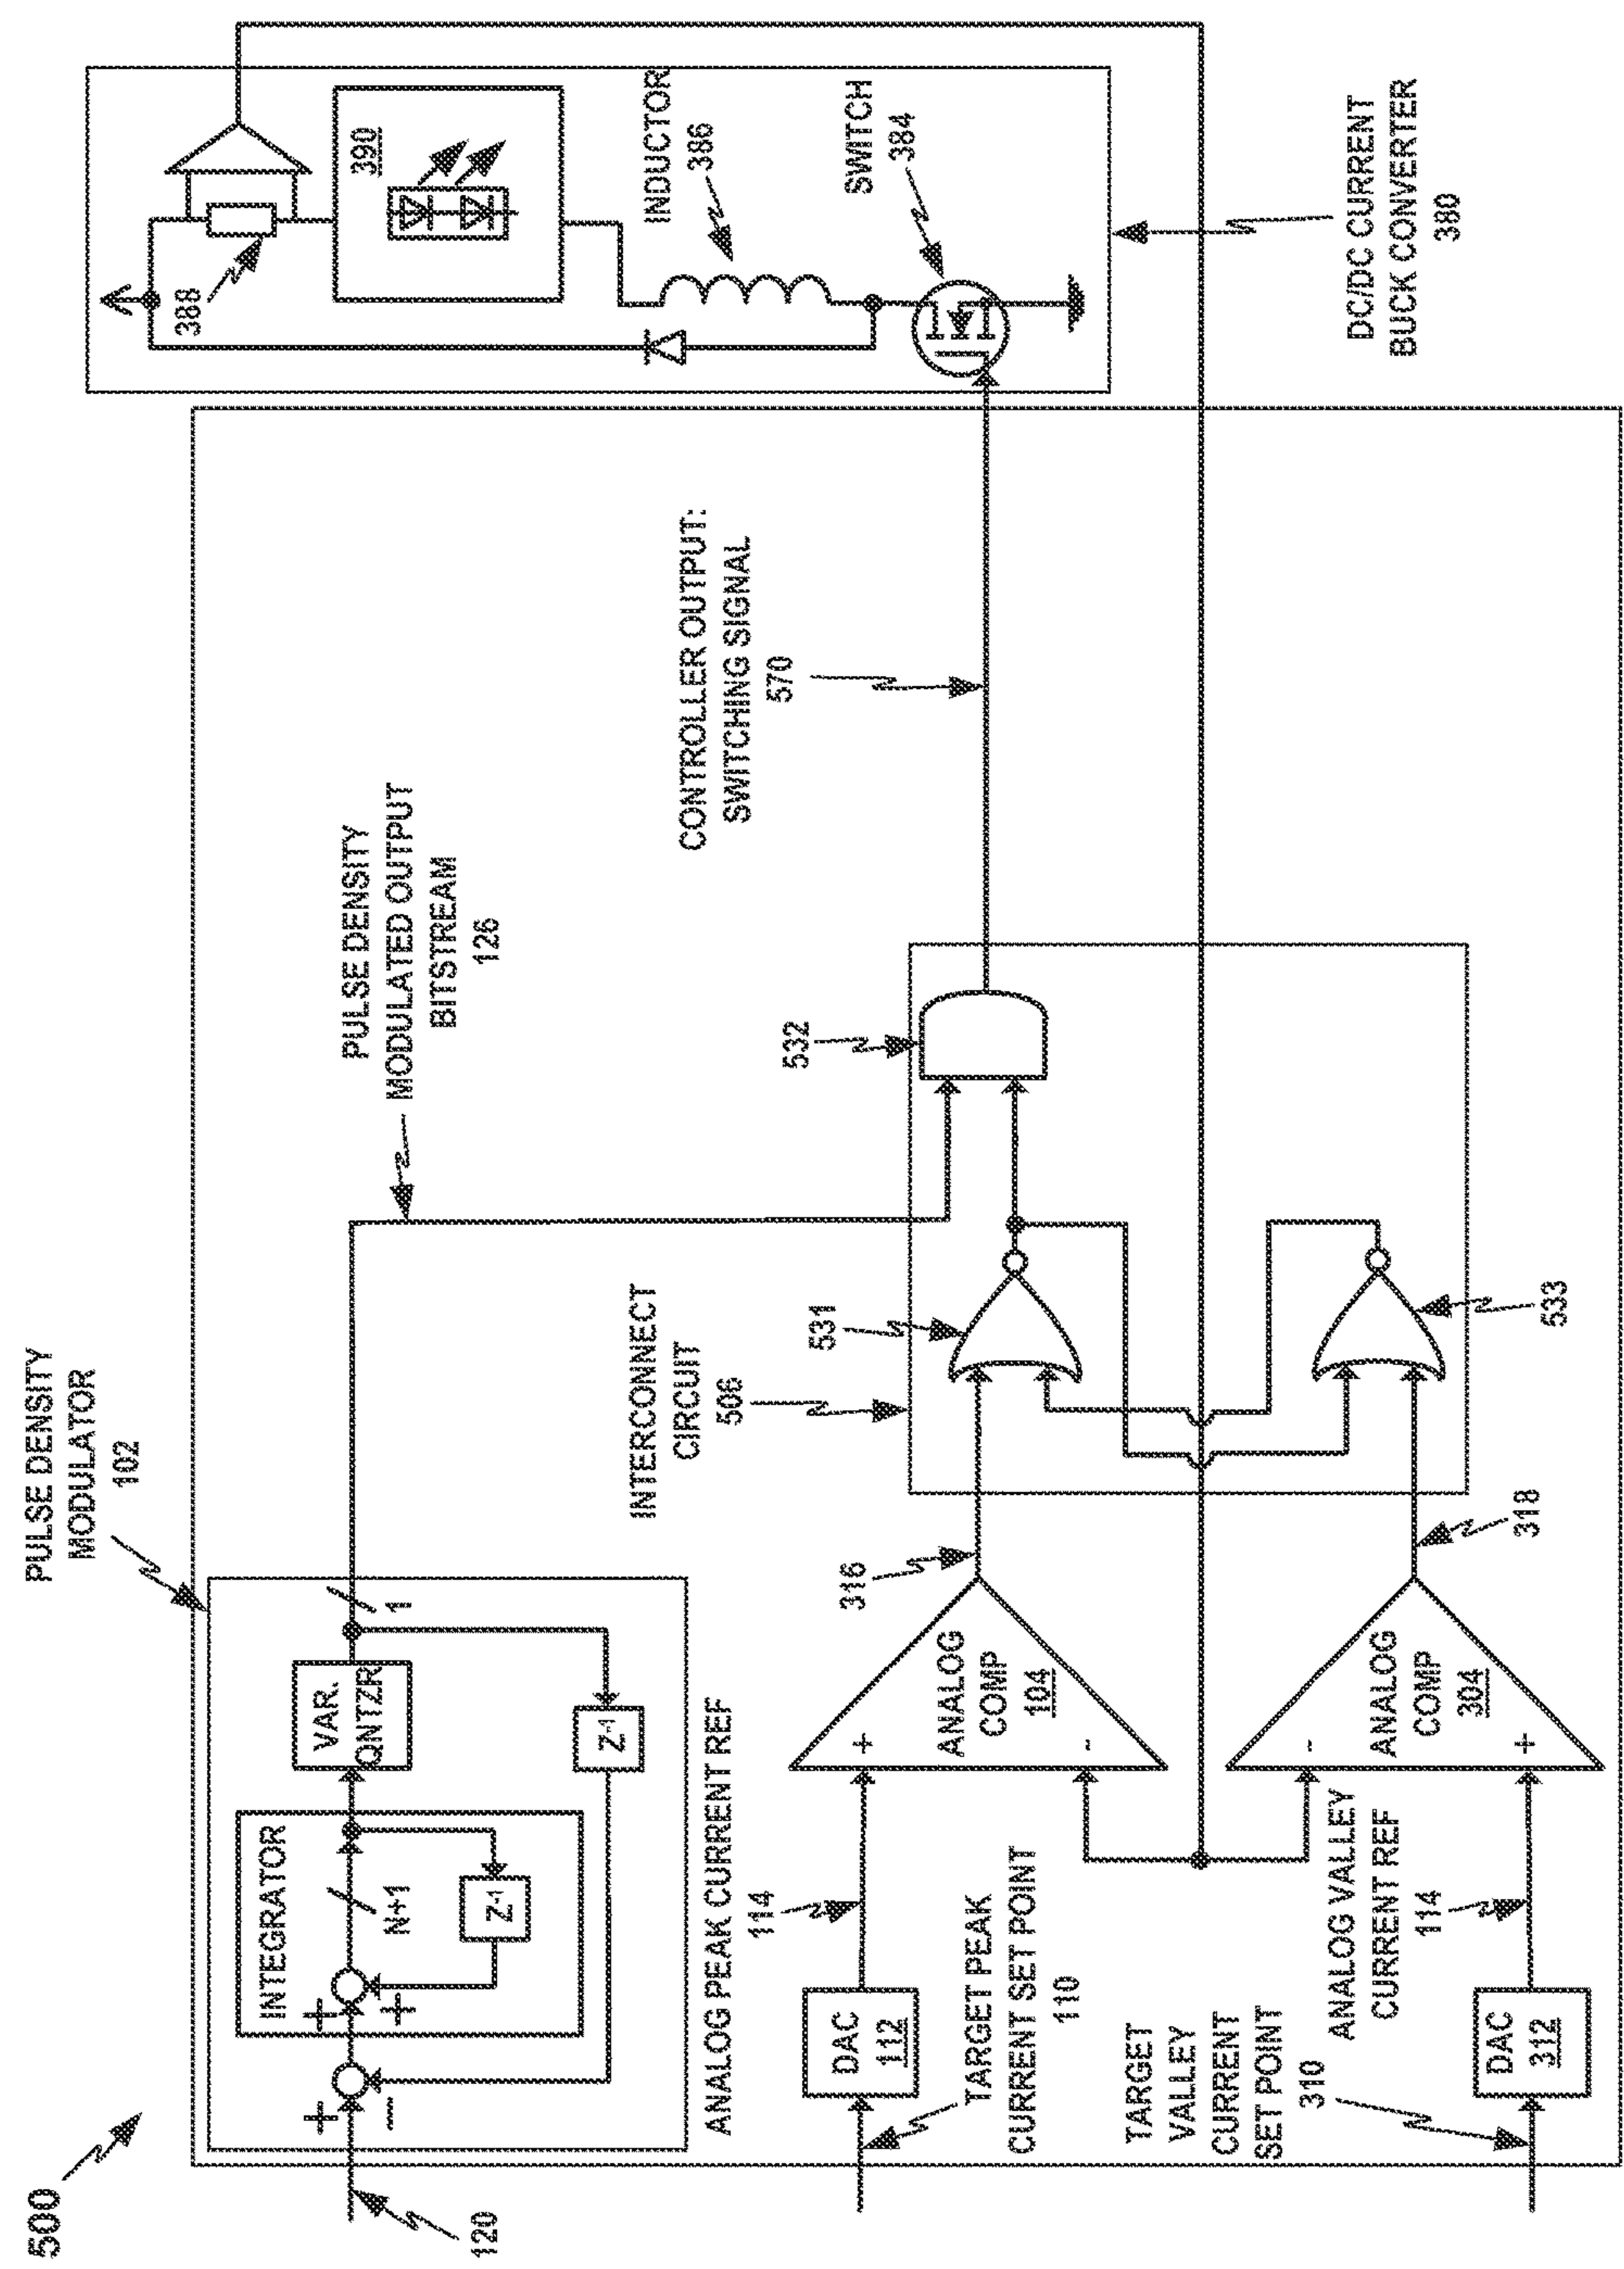 500
PULSE DENSITY
MODULATOR
102
120
INTEGRATOR
+
+
+
−
N+1
Z-1
VAR.
QNTZR
1
Z-1
PULSE DENSITY
MODULATED OUTPUT
BITSTREAM
126
390
388
INDUCTOR
386
SWITCH
384
DC/DC CURRENT
BUCK CONVERTER
380
CONTROLLER OUTPUT:
SWITCHING SIGNAL
570
INTERCONNECT
CIRCUIT
506
531
532
533
ANALOG PEAK CURRENT REF
114
DAC
112
TARGET PEAK
CURRENT SET POINT
110
+
-
ANALOG
COMP
104
316
TARGET
VALLEY
CURRENT
SET POINT
310
ANALOG VALLEY
CURRENT REF
114
DAC
312
-
+
ANALOG
COMP
304
318